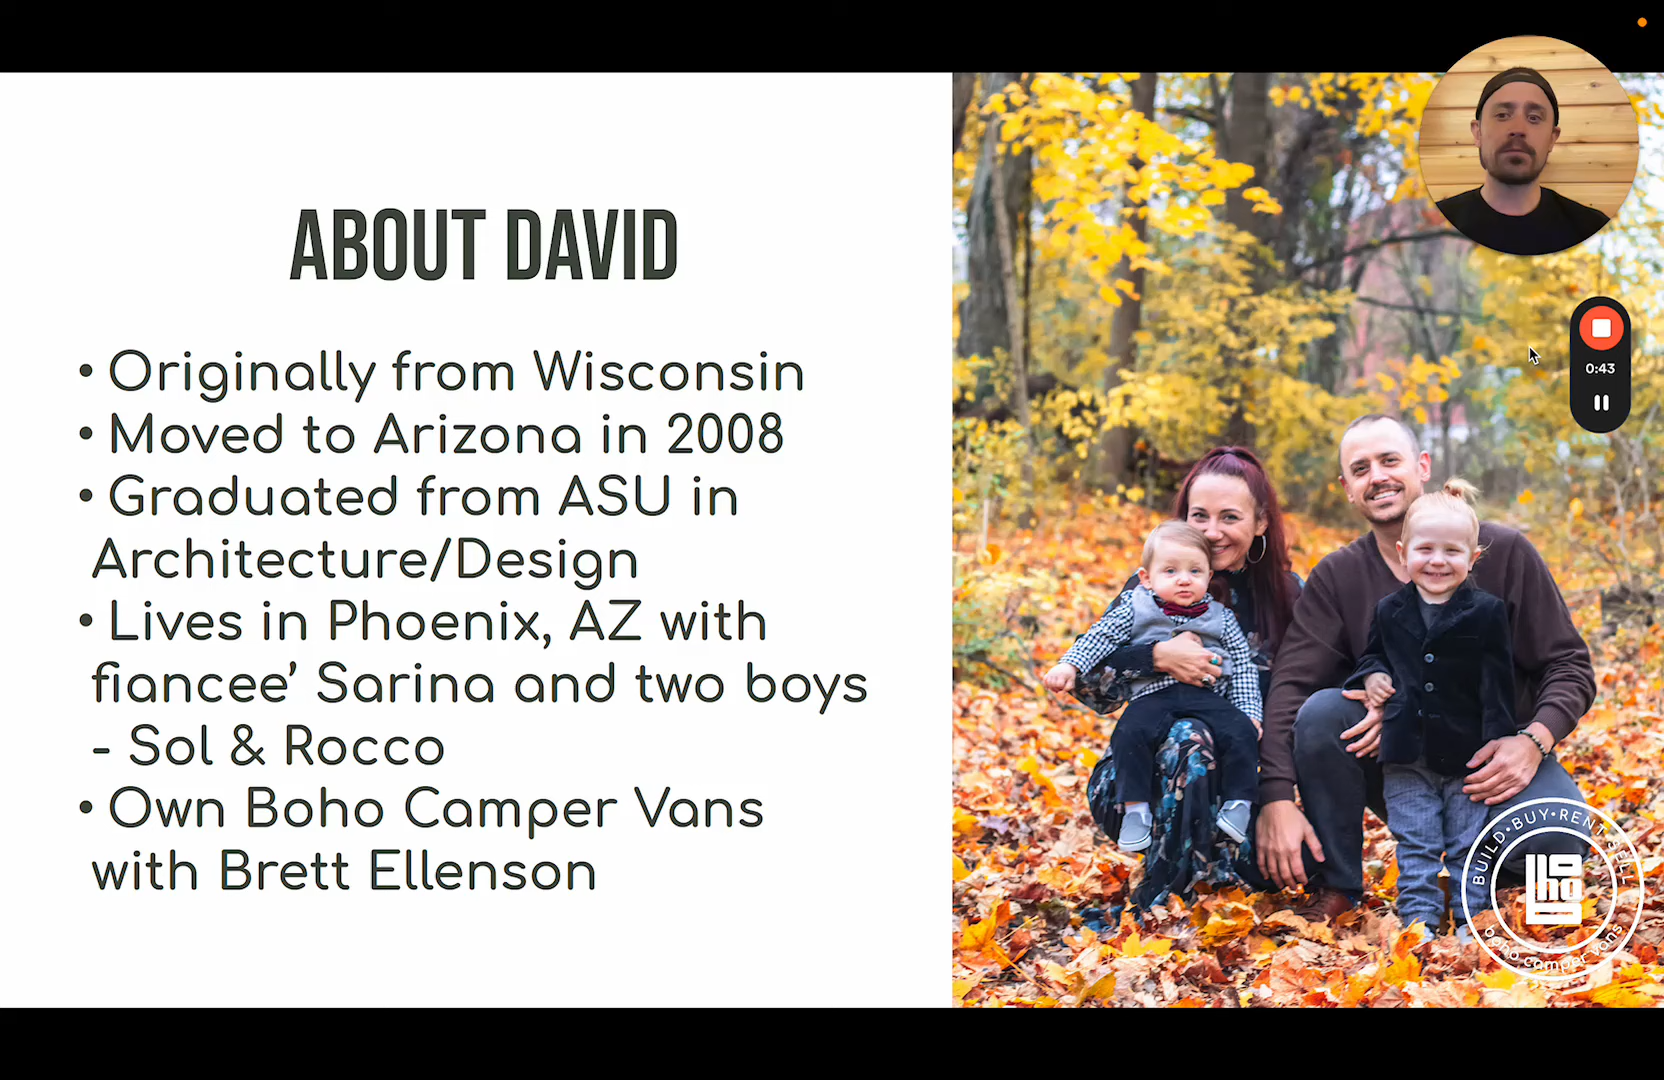 ABOUT DAVID
• Originally from Wisconsin
• Moved to Arizona in 2008
• Graduated from ASU in
Architecture/Design
• Lives in Phoenix, AZ with
fiancee’ Sarina and two boys
- Sol & Rocco
• Own Boho Camper Vans
with Brett Ellenson
0:43
BUILD•BUY•RENT•SELL
boho
boho camper vans